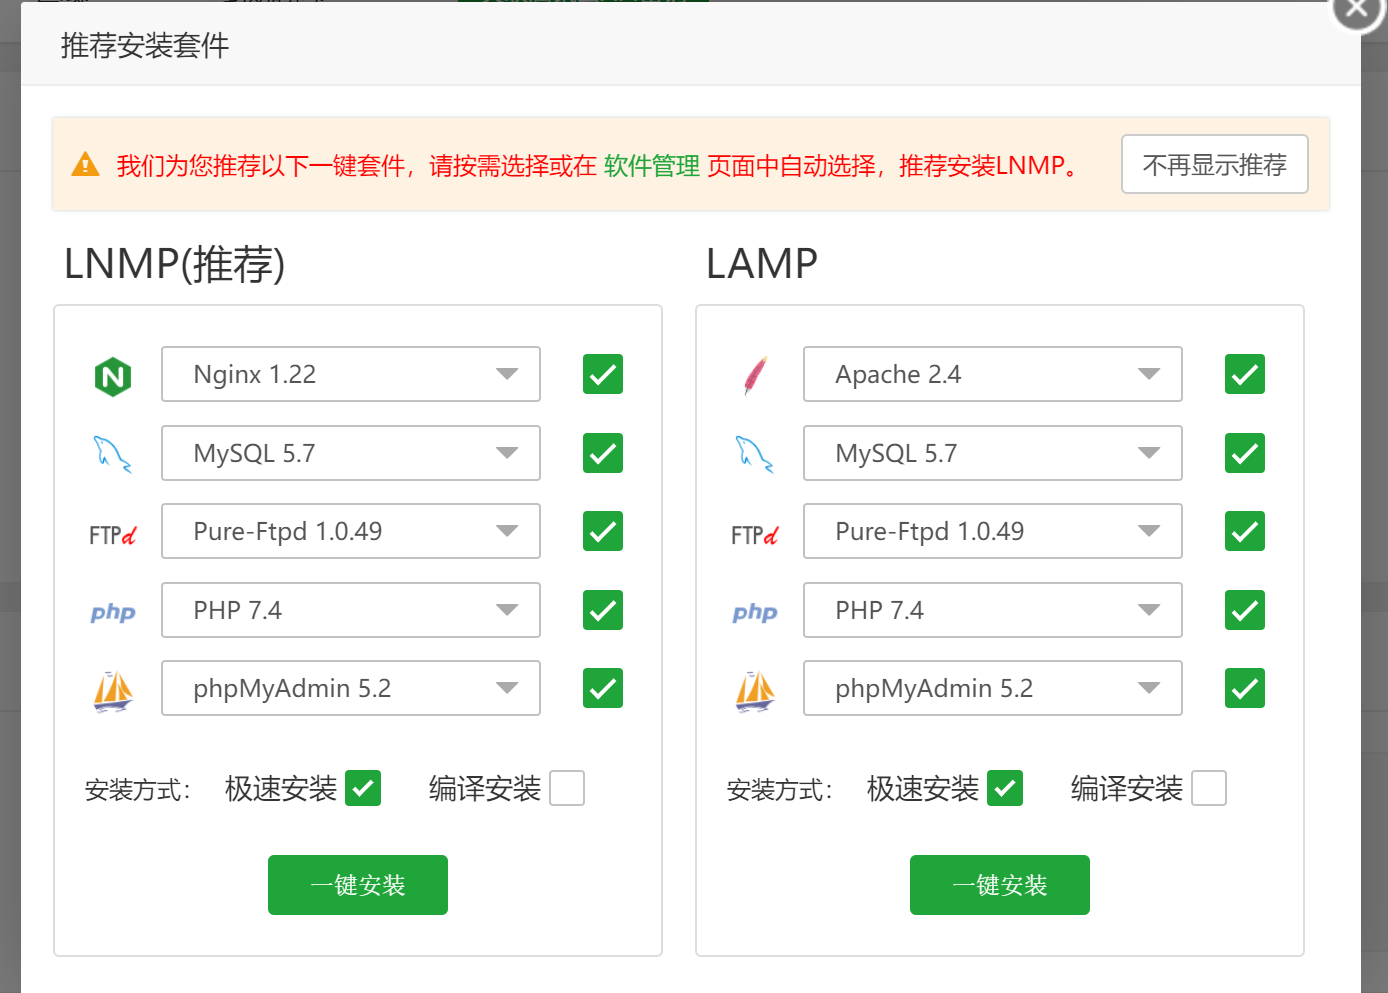 推荐安装套件
我们为您推荐以下一键套件，请按需选择或在 软件管理 页面中自动选择，推荐安装LNMP。
不再显示推荐
LNMP(推荐)
Nginx 1.22
MySQL 5.7
FTPd
Pure-Ftpd 1.0.49
php
PHP 7.4
phpMyAdmin 5.2
安装方式： 极速安装 编译安装
一键安装
LAMP
Apache 2.4
MySQL 5.7
FTPd
Pure-Ftpd 1.0.49
php
PHP 7.4
phpMyAdmin 5.2
安装方式： 极速安装 编译安装
一键安装